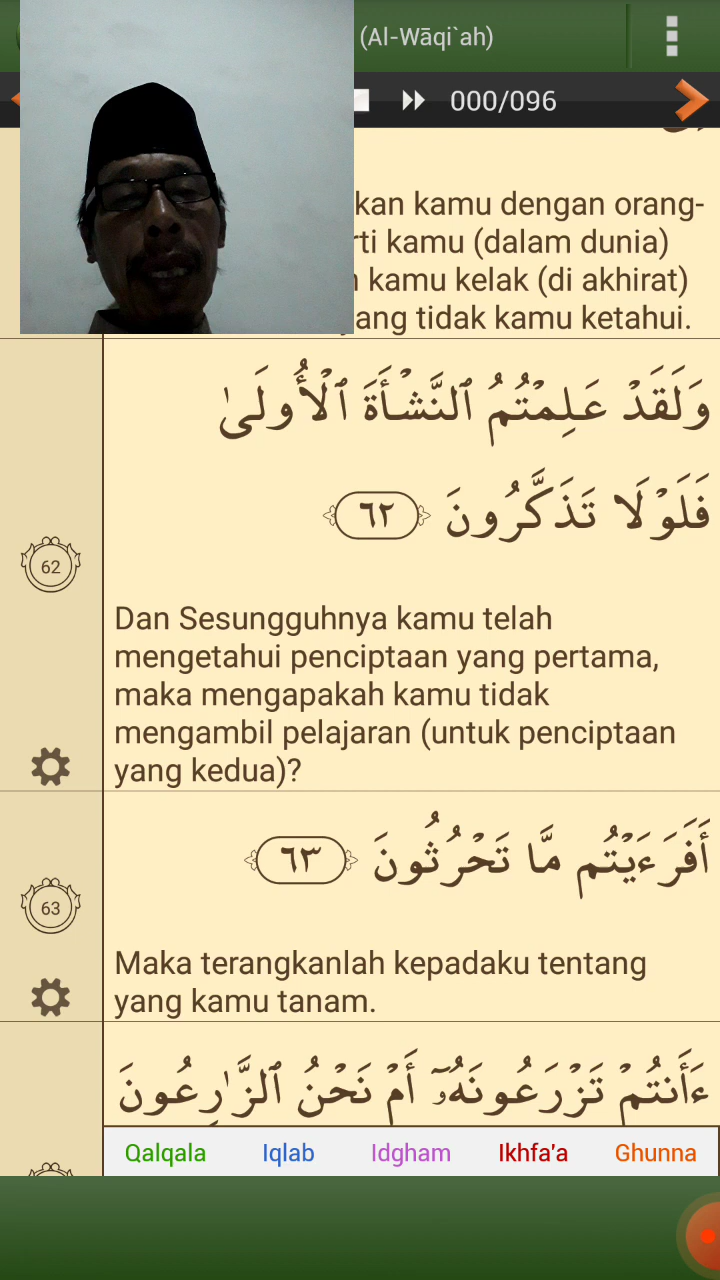 (Al-Wāqi`ah)
000/096
kan kamu dengan orang-
rti kamu (dalam dunia)
kamu kelak (di akhirat)
yang tidak kamu ketahui.
وَلَقَدْ عَلِمْتُمُ ٱلنَّشْأَةَ ٱلْأُولَىٰ
فَلَوْلَا تَذَكَّرُونَ ٦٢
62
Dan Sesungguhnya kamu telah
mengetahui penciptaan yang pertama,
maka mengapakah kamu tidak
mengambil pelajaran (untuk penciptaan
yang kedua)?
أَفَرَءَيْتُم مَّا تَحْرُثُونَ ٦٣
63
Maka terangkanlah kepadaku tentang
yang kamu tanam.
ءَأَنتُمْ تَزْرَعُونَهُۥٓ أَمْ نَحْنُ ٱلزَّٰرِعُونَ
Qalqala Iqlab Idgham Ikhfa'a Ghunna